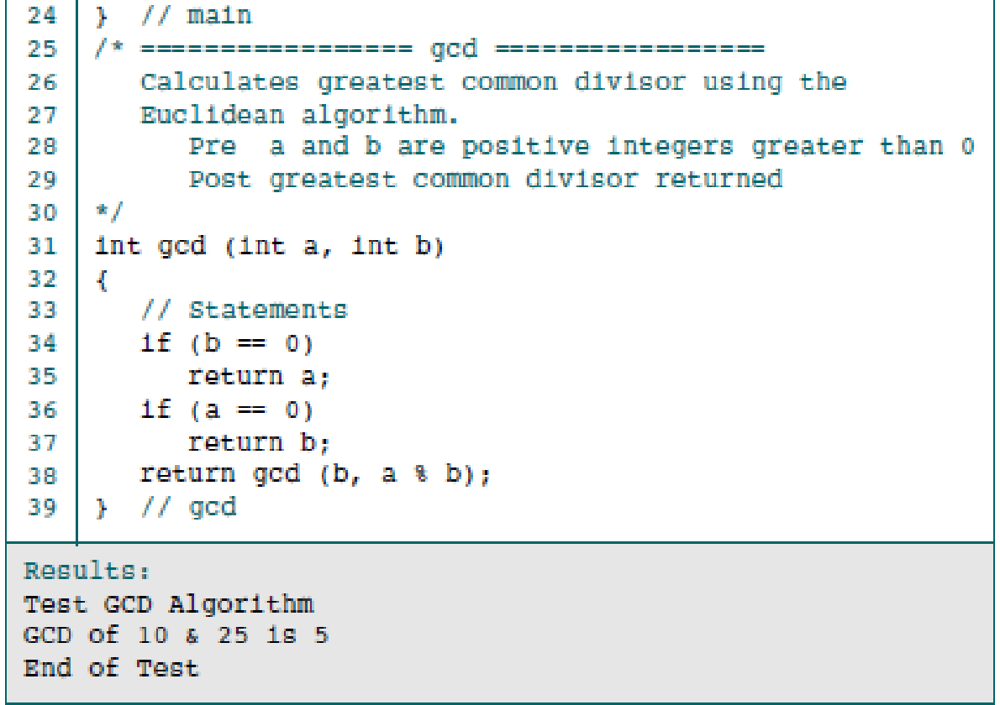 24 } // main
25 /* ================= gcd =================
26 Calculates greatest common divisor using the
27 Euclidean algorithm.
28 Pre a and b are positive integers greater than 0
29 Post greatest common divisor returned
30 */
31 int gcd (int a, int b)
32 {
33 // Statements
34 if (b == 0)
35 return a;
36 if (a == 0)
37 return b;
38 return gcd (b, a % b);
39 } // gcd
Results:
Test GCD Algorithm
GCD of 10 & 25 is 5
End of Test